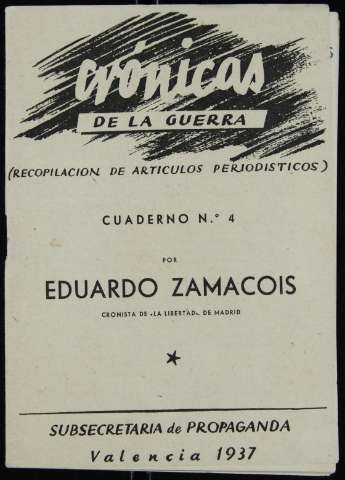 crónicas
DE LA GUERRA
(RECOPILACION DE ARTICULOS PERIODISTICOS)
CUADERNO N.° 4
POR
EDUARDO ZAMACOIS
CRONISTA DE «LA LIBERTAD», DE MADRID
SUBSECRETARIA de PROPAGANDA
Valencia 1937